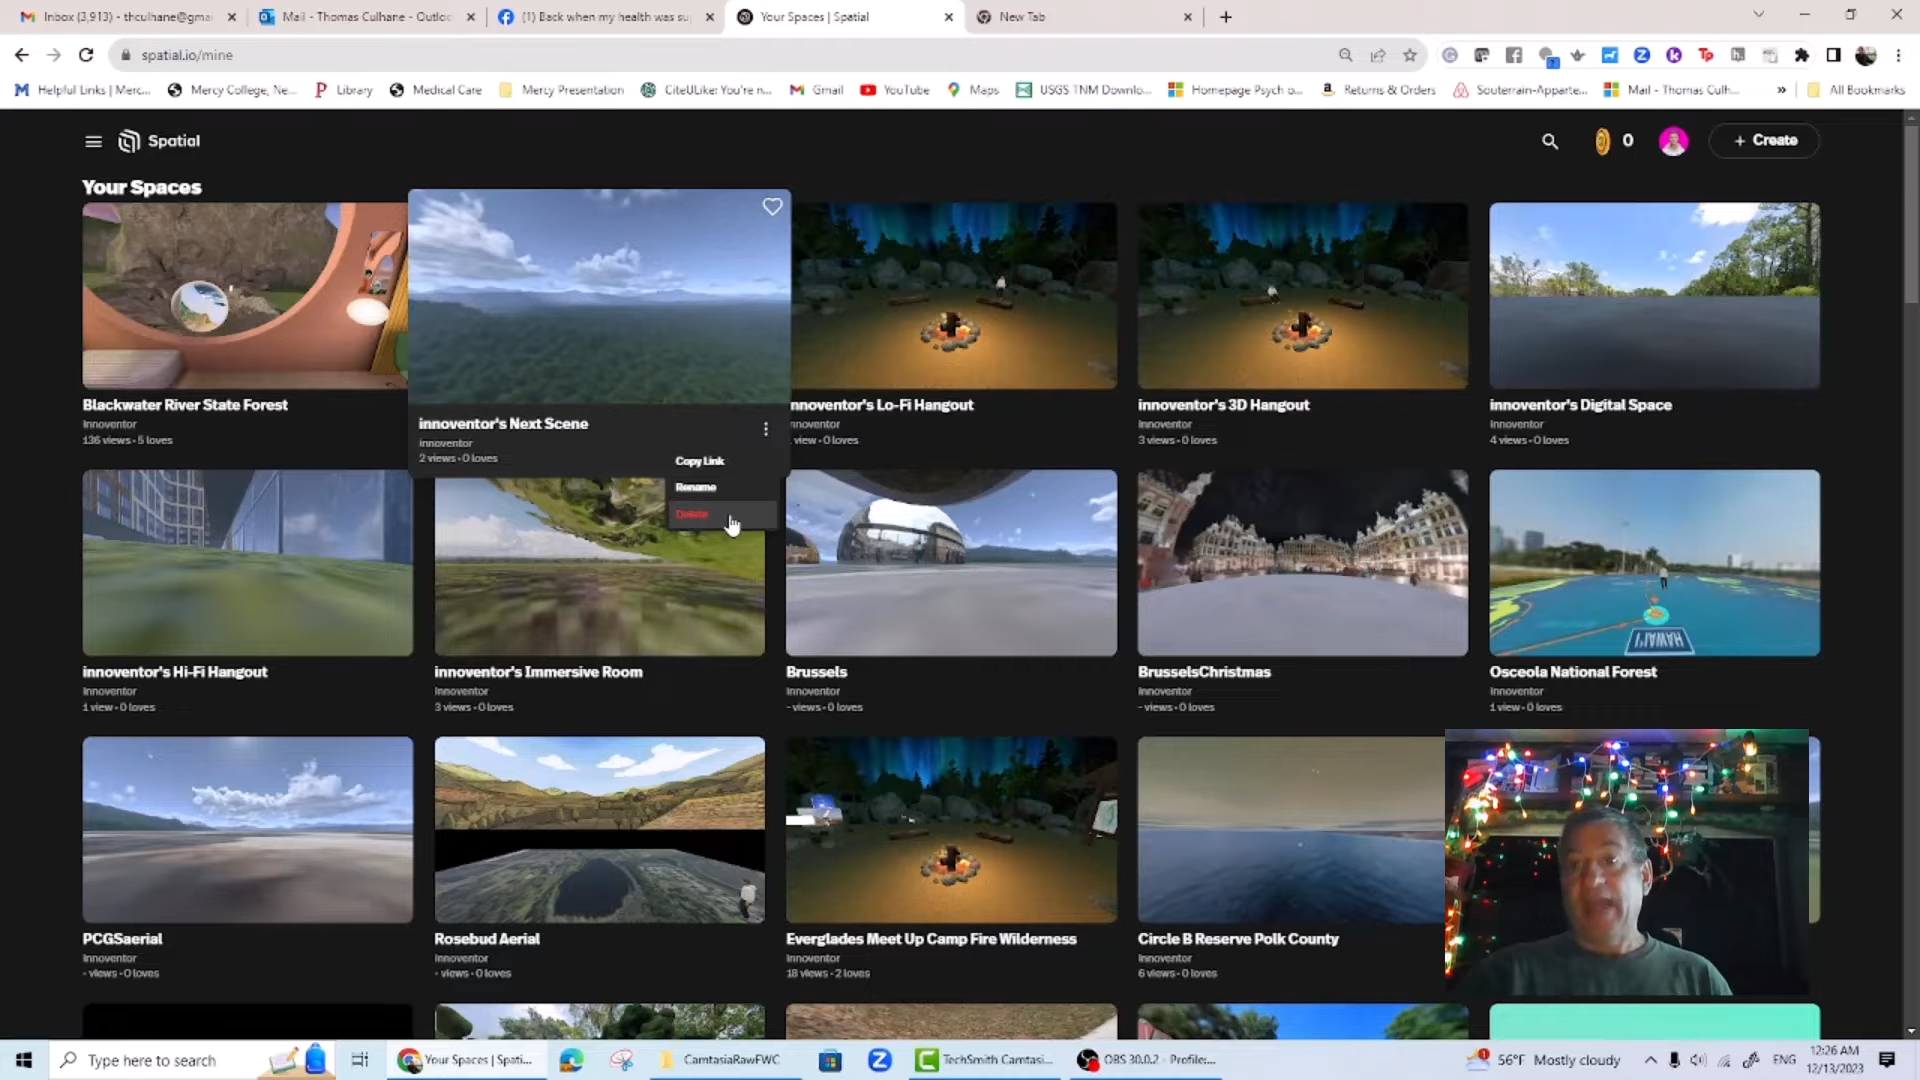 Inbox (3,913) - thculhane@gmai
Mail - Thomas Culhane - Outloo
(1) Back when my health was su
Your Spaces | Spatial
New Tab
spatial.io/mine
Helpful Links | Merc...
Mercy College, Ne...
Library
Medical Care
Mercy Presentation
CiteULike: You're n...
Gmail
YouTube
Maps
USGS TNM Downlo...
Homepage Psych o...
Returns & Orders
Souterrain-Apparte...
Mail - Thomas Culh...
All Bookmarks
Spatial
0
+ Create
Your Spaces
Blackwater River State Forest
Innoventor
136 views • 5 loves
innoventor's Next Scene
innoventor
2 views • 0 loves
Copy Link
Rename
Delete
nnoventor's Lo-Fi Hangout
nnoventor
view • 0 loves
innoventor's 3D Hangout
Innoventor
3 views • 0 loves
innoventor's Digital Space
Innoventor
4 views • 0 loves
innoventor's Hi-Fi Hangout
Innoventor
1 view • 0 loves
innoventor's Immersive Room
Innoventor
3 views • 0 loves
Brussels
Innoventor
- views • 0 loves
BrusselsChristmas
Innoventor
- views • 0 loves
HAWAI'I
Osceola National Forest
Innoventor
1 view • 0 loves
PCGSaerial
Innoventor
- views • 0 loves
Rosebud Aerial
Innoventor
- views • 0 loves
Everglades Meet Up Camp Fire Wilderness
Innoventor
18 views • 2 loves
Circle B Reserve Polk County
Innoventor
6 views • 0 loves
Type here to search
Your Spaces | Spati...
CamtasiaRawFWC
TechSmith Camtasi...
OBS 30.0.2 - Profile:...
56°F Mostly cloudy
ENG
12:26 AM
12/13/2023